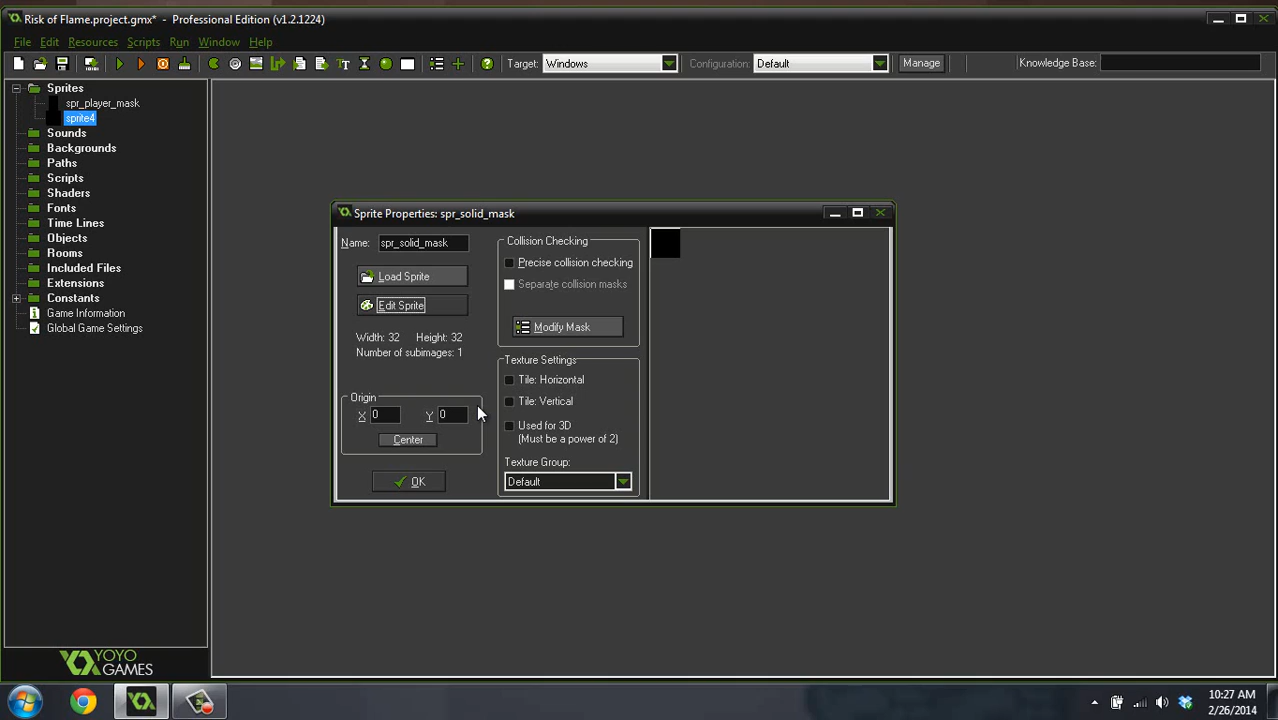 Risk of Flame.project.gmx* - Professional Edition (v1.2.1224)
File Edit Resources Scripts Run Window Help
Target: Windows Configuration: Default Manage Knowledge Base:
Sprites
spr_player_mask
sprite4
Sounds
Backgrounds
Paths
Scripts
Shaders
Fonts
Time Lines
Objects
Rooms
Included Files
Extensions
Constants
Game Information
Global Game Settings
YOYO
GAMES
Sprite Properties: spr_solid_mask
Name: spr_solid_mask
Load Sprite
Edit Sprite
Width: 32 Height: 32
Number of subimages: 1
Origin
X 0 Y 0
Center
OK
Collision Checking
Precise collision checking
Separate collision masks
Modify Mask
Texture Settings
Tile: Horizontal
Tile: Vertical
Used for 3D
(Must be a power of 2)
Texture Group:
Default
10:27 AM
2/26/2014